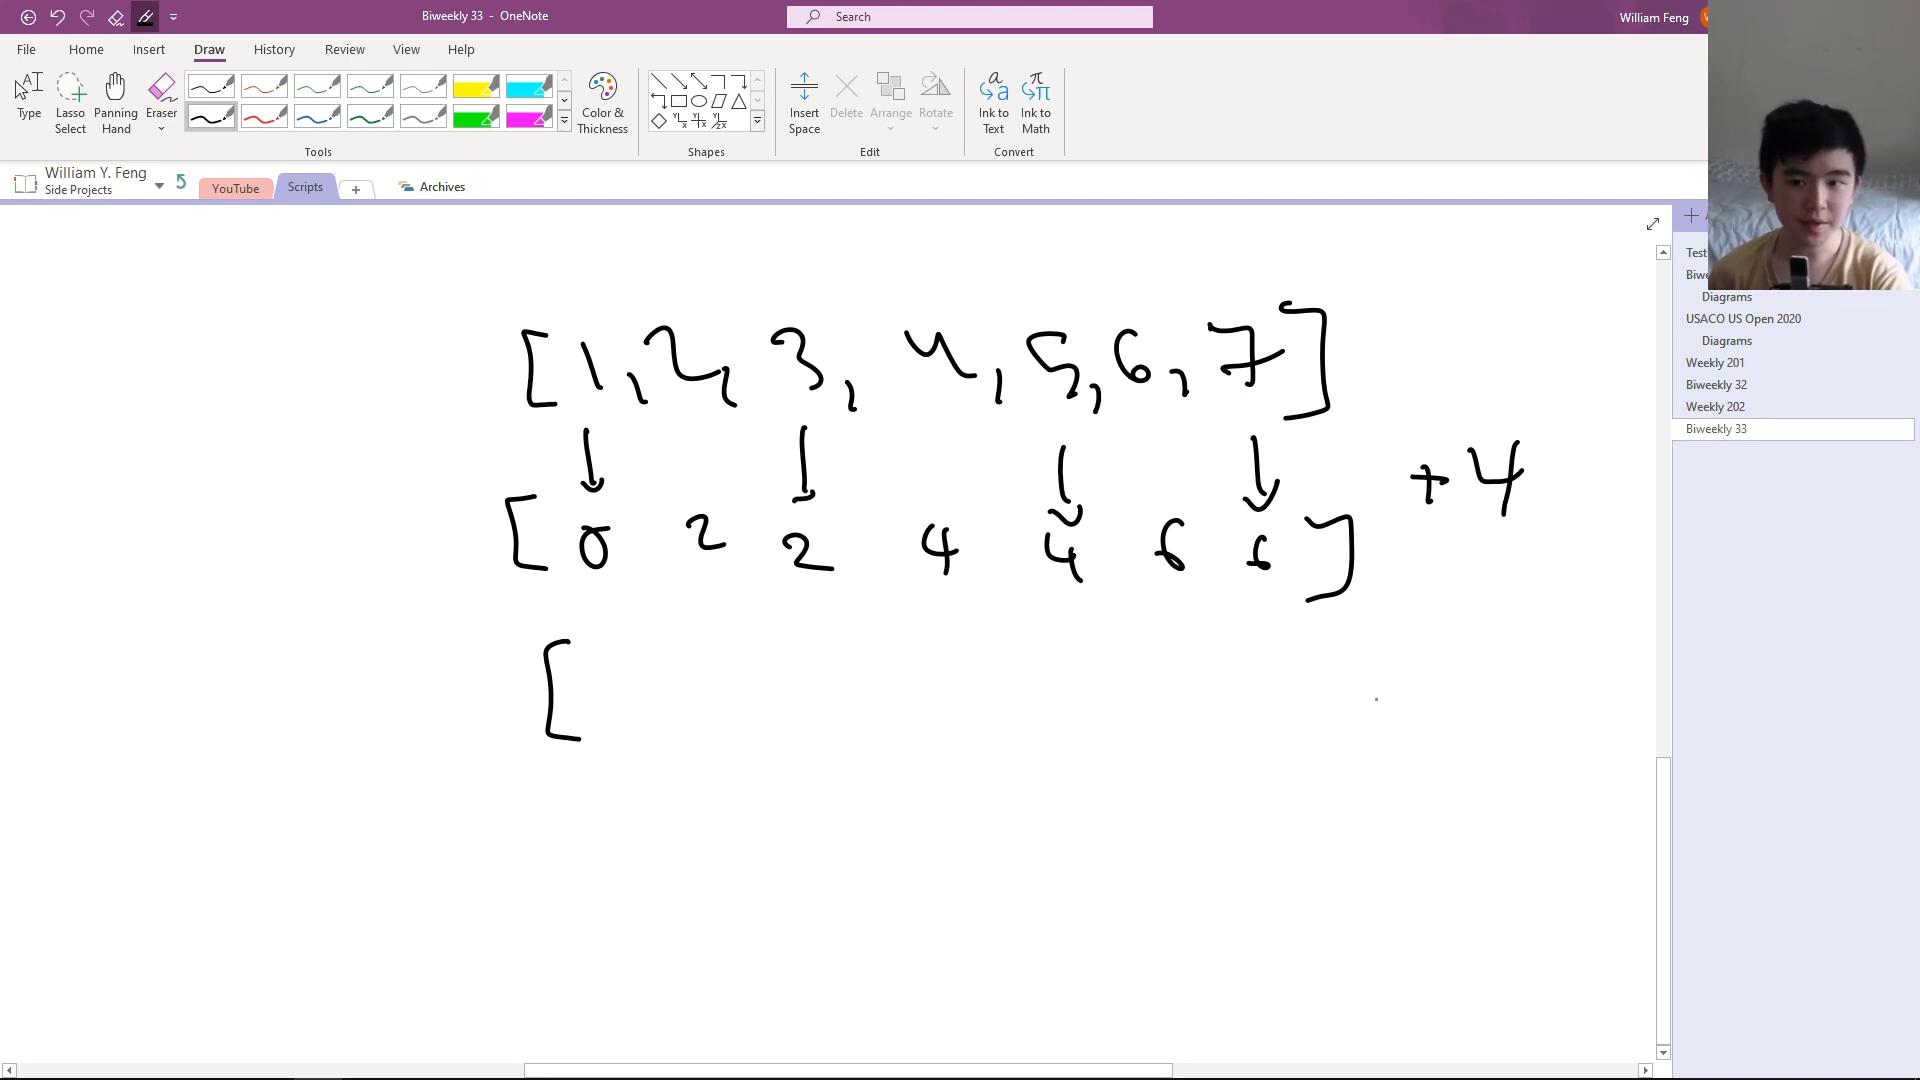 Biweekly 33 - OneNote
Search
William Feng
File Home Insert Draw History Review View Help
Type
Lasso Select
Panning Hand
Eraser
Color & Thickness
Insert Space
Delete
Arrange
Rotate
Ink to Text
Ink to Math
Tools
Shapes
Edit
Convert
William Y. Feng
Side Projects
YouTube
Scripts
Archives
[1, 2, 3, 4, 5, 6, 7]
+4
[0 2 2 4 4 6 6]
[
Test
Biwe
Diagrams
USACO US Open 2020
Diagrams
Weekly 201
Biweekly 32
Weekly 202
Biweekly 33